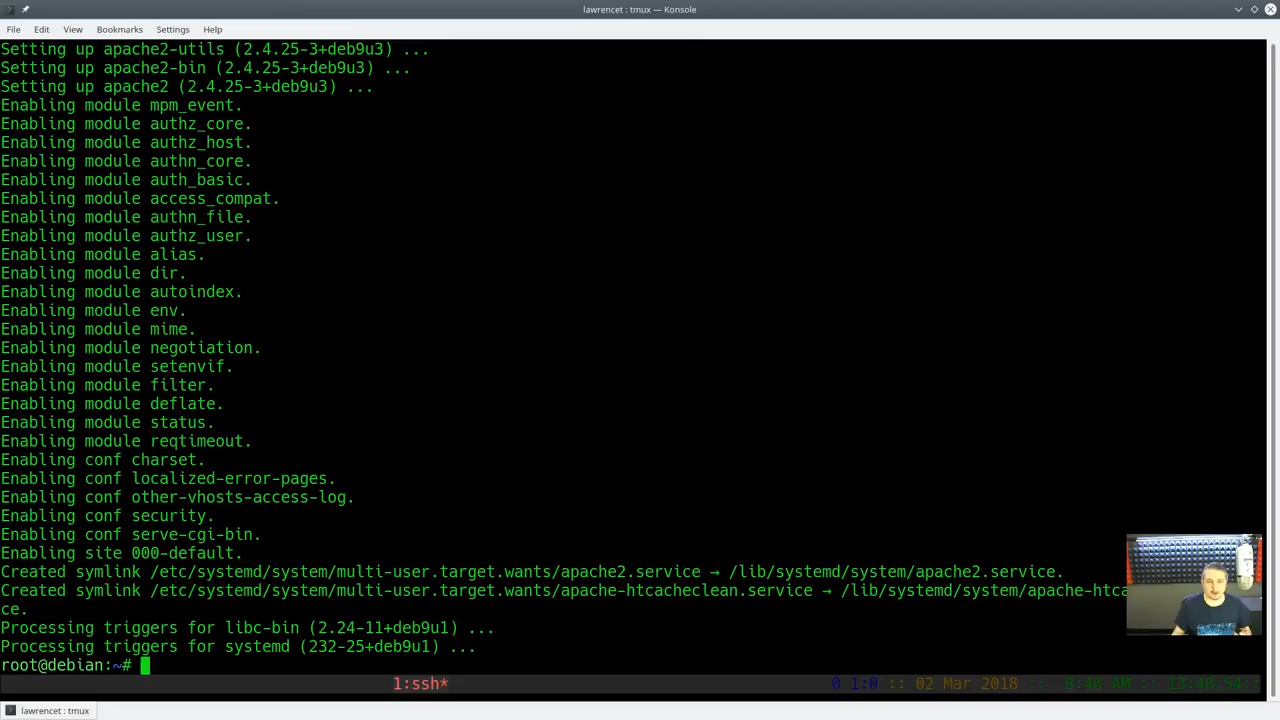 lawrencet : tmux — Konsole
File Edit View Bookmarks Settings Help
Setting up apache2-utils (2.4.25-3+deb9u3) ...
Setting up apache2-bin (2.4.25-3+deb9u3) ...
Setting up apache2 (2.4.25-3+deb9u3) ...
Enabling module mpm_event.
Enabling module authz_core.
Enabling module authz_host.
Enabling module authn_core.
Enabling module auth_basic.
Enabling module access_compat.
Enabling module authn_file.
Enabling module authz_user.
Enabling module alias.
Enabling module dir.
Enabling module autoindex.
Enabling module env.
Enabling module mime.
Enabling module negotiation.
Enabling module setenvif.
Enabling module filter.
Enabling module deflate.
Enabling module status.
Enabling module reqtimeout.
Enabling conf charset.
Enabling conf localized-error-pages.
Enabling conf other-vhosts-access-log.
Enabling conf security.
Enabling conf serve-cgi-bin.
Enabling site 000-default.
Created symlink /etc/systemd/system/multi-user.target.wants/apache2.service → /lib/systemd/system/apache2.service.
Created symlink /etc/systemd/system/multi-user.target.wants/apache-htcacheclean.service → /lib/systemd/system/apache-htca
ce.
Processing triggers for libc-bin (2.24-11+deb9u1) ...
Processing triggers for systemd (232-25+deb9u1) ...
root@debian:~#
1:ssh* 0 1:0 :: 02 Mar 2018 :: AM ::
lawrencet : tmux